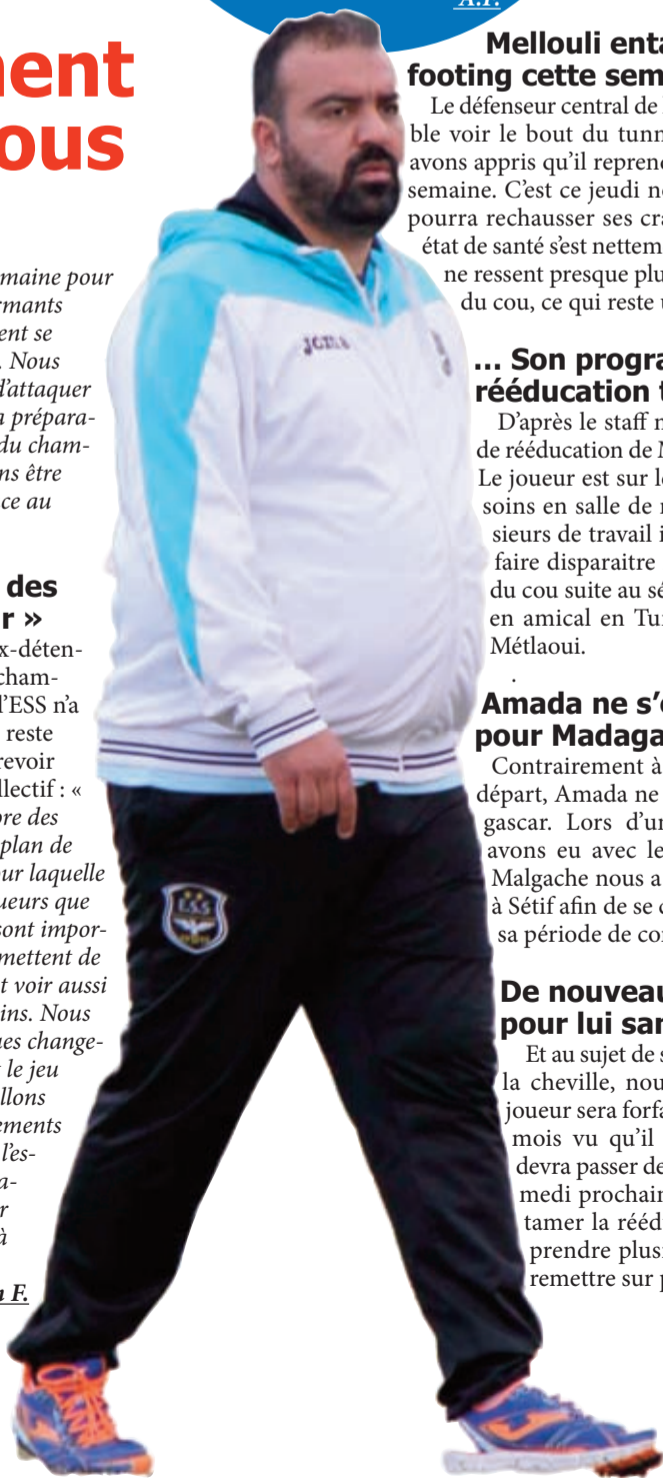 A.F.
ment
ous
maine pour
rmants
ent se
. Nous
d'attaquer
a prépara-
du cham-
ns être
ce au
des
r »
x-déten-
cham-
l'ESS n'a
reste
revoir
llectif : «
ore des
plan de
ur laquelle
ueurs que
sont impor-
mettent de
t voir aussi
ins. Nous
ues change-
t le jeu
llons
ements
l'es-
a-
r
à
n F.
JOMA
ESS
Mellouli enta
footing cette sem
Le défenseur central de
ble voir le bout du tunn
avons appris qu'il reprend
semaine. C'est ce jeudi no
pourra rechausser ses cra
état de santé s'est nettem
ne ressent presque plu
du cou, ce qui reste u
... Son progra
rééducation t
D'après le staff m
de rééducation de M
Le joueur est sur le
soins en salle de r
sieurs de travail i
faire disparaitre
du cou suite au sé
en amical en Tun
Métlaoui.
.
Amada ne s'e
pour Madaga
Contrairement à
départ, Amada ne
gascar. Lors d'un
avons eu avec le
Malgache nous a
à Sétif afin de se c
sa période de con
De nouveau
pour lui sam
Et au sujet de s
la cheville, nou
joueur sera forfa
mois vu qu'il
devra passer de
medi prochain
tamer la rééd
prendre plusi
remettre sur p